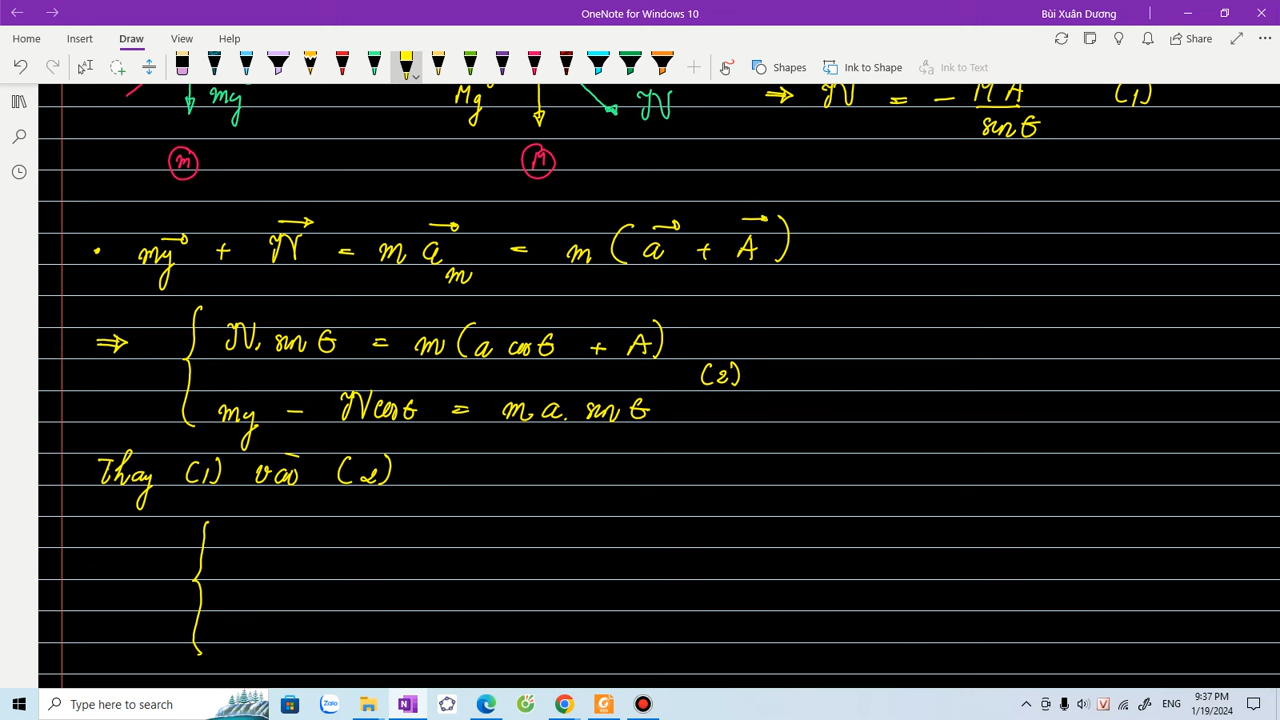 OneNote for Windows 10
Bùi Xuân Dương
Home Insert Draw View Help
Share
Shapes
Ink to Shape
Ink to Text
mg
Mg
N
⇒ N = - MA / sin θ (1)
m
M
• mg⃗ + N⃗ = m a⃗m = m ( a⃗ + A⃗ )
⇒ { N. sin θ = m (a cos θ + A)
(2)
mg - N cos θ = m. a. sin θ
Thay (1) vào (2)
{
Type here to search
Zalo
ENG
9:37 PM
1/19/2024